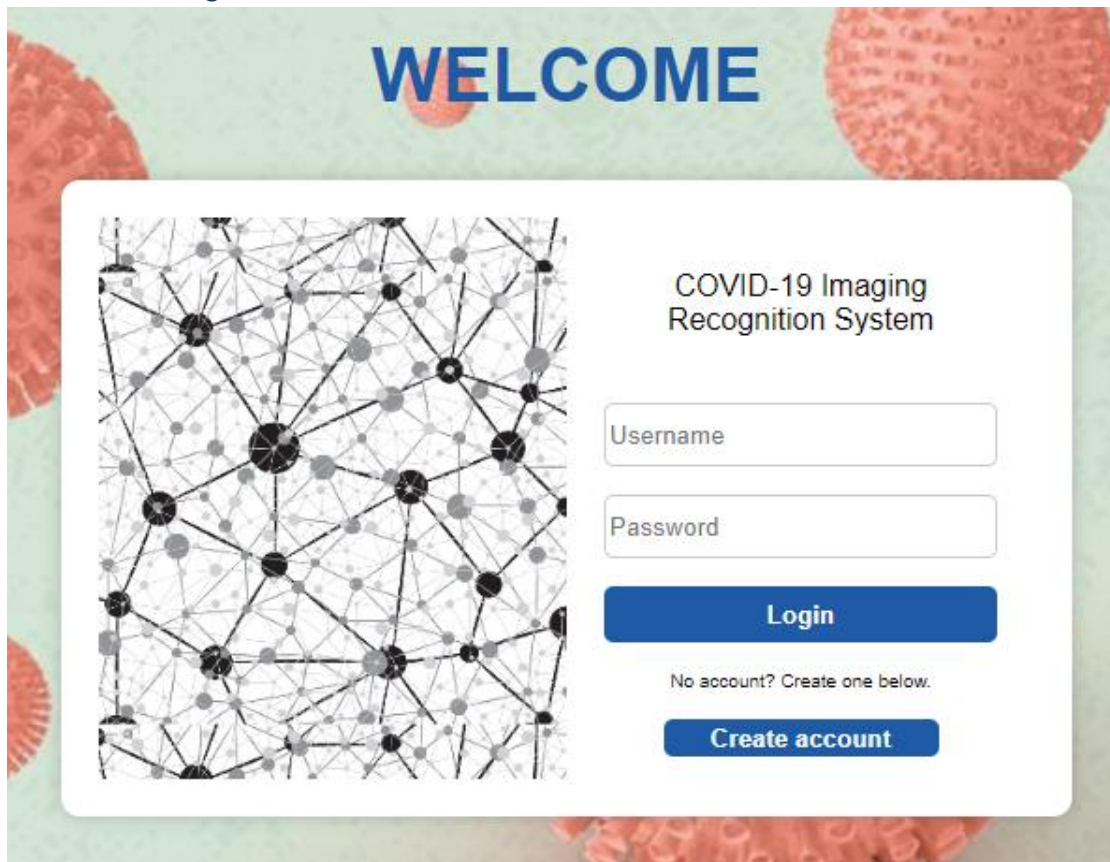 WELCOME
COVID-19 Imaging
Recognition System
Username
Password
Login
No account? Create one below.
Create account